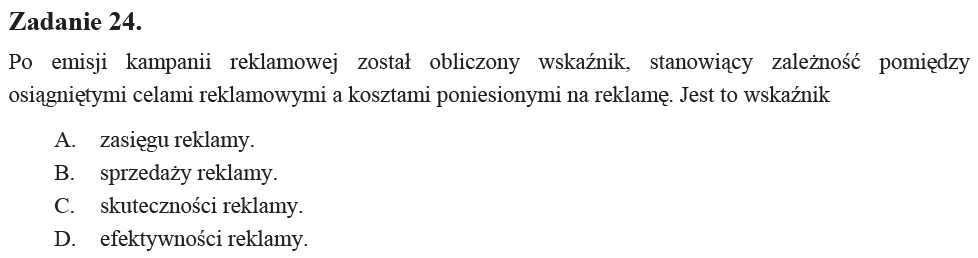 Zadanie 24.
Po emisji kampanii reklamowej został obliczony wskaźnik, stanowiący zależność pomiędzy
osiągniętymi celami reklamowymi a kosztami poniesionymi na reklamę. Jest to wskaźnik
A. zasięgu reklamy.
B. sprzedaży reklamy.
C. skuteczności reklamy.
D. efektywności reklamy.